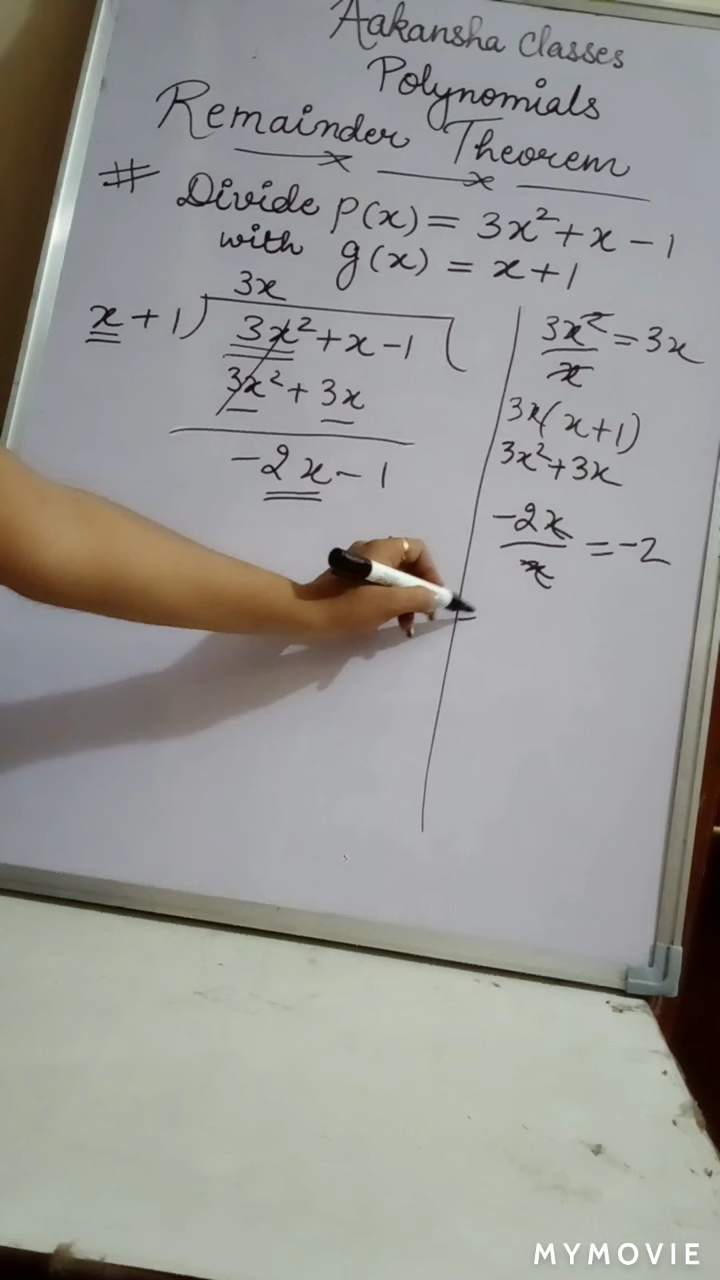 Aakansha Classes
Polynomials
Remainder Theorem
# Divide p(x) = 3x² + x - 1
with g(x) = x + 1
3x
x + 1) 3x² + x - 1
3x² + 3x
-2x - 1
3x²/x = 3x
3x(x+1)
3x² + 3x
-2x/x = -2
MYMOVIE